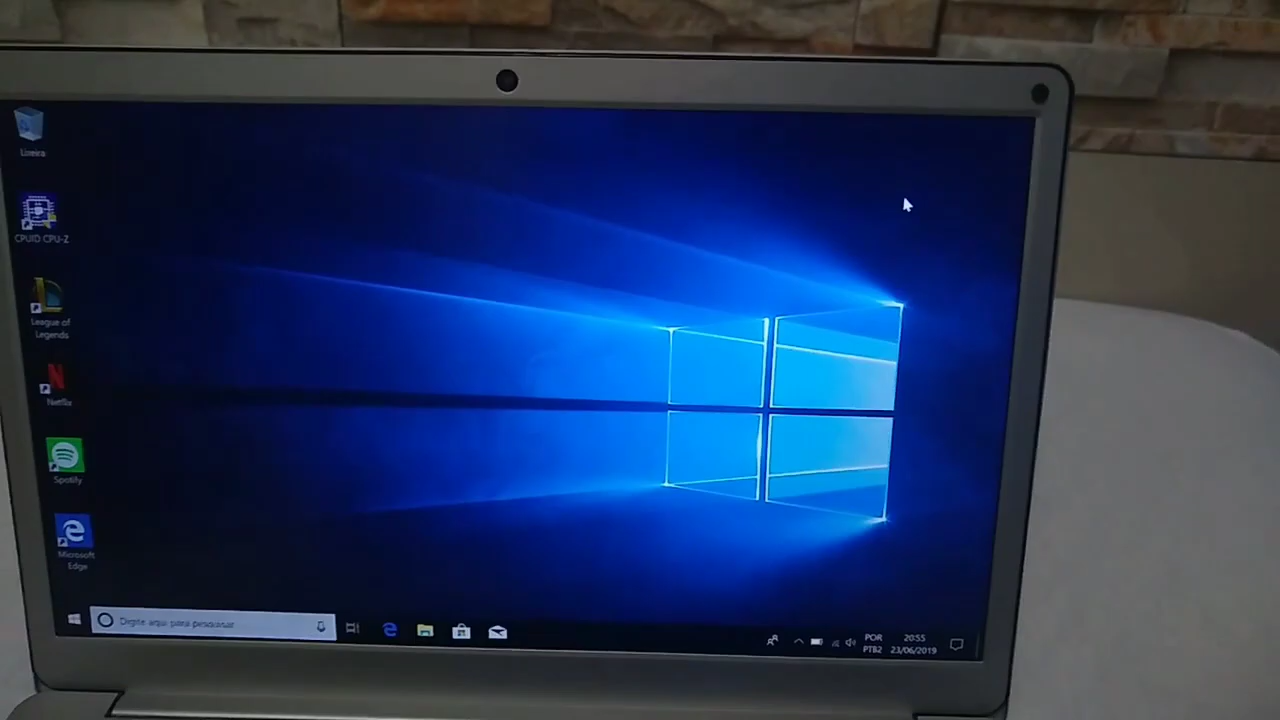 Lixeira
CPUID CPU-Z
League of
Legends
Netflix
Spotify
Microsoft
Edge
Digite aqui para pesquisar
POR
PTB2
20:55
23/06/2019